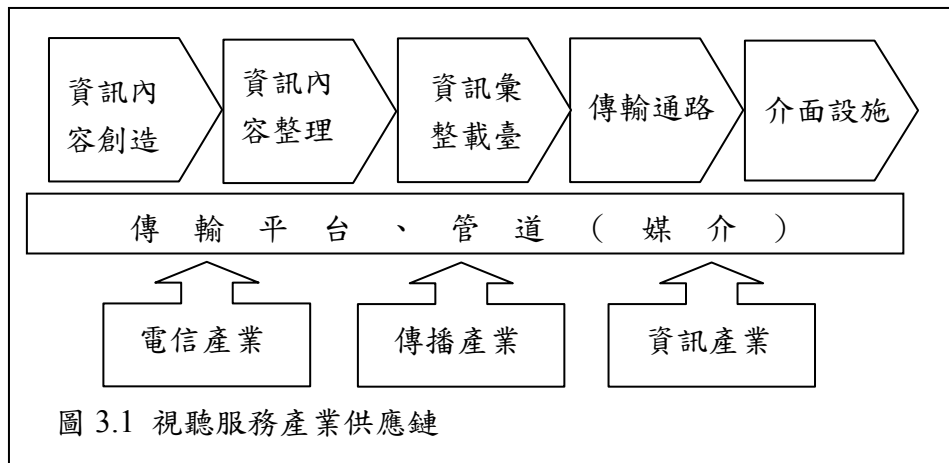 資訊內
容創造
資訊內
容整理
資訊彙
整載臺
傳輸通路
介面設施
傳輸平台、管道(媒介)
電信產業
傳播產業
資訊產業
圖 3.1 視聽服務產業供應鏈